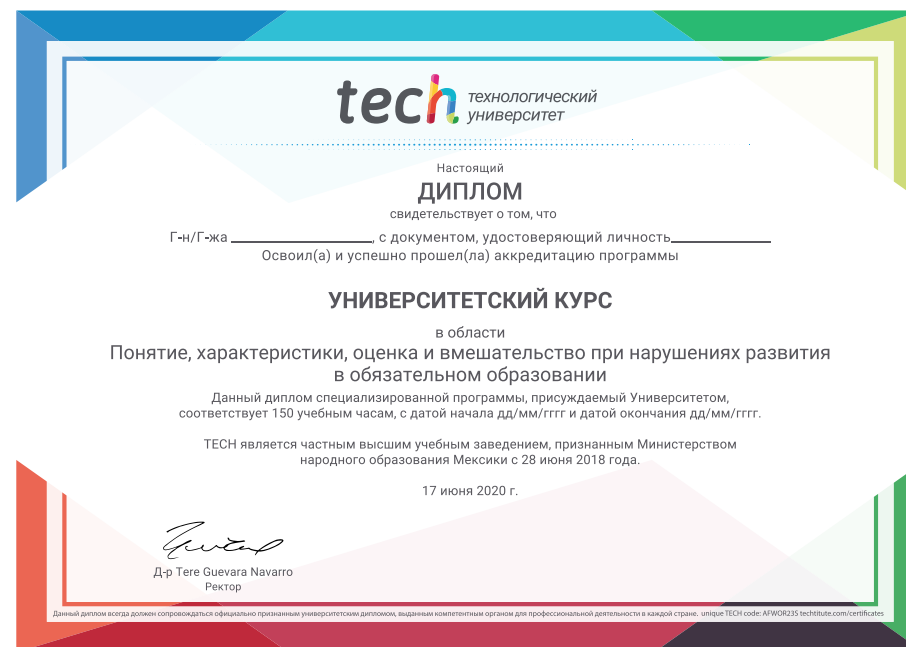 tech технологический
университет
Настоящий
ДИПЛОМ
свидетельствует о том, что
Г-н/Г-жа ____________________, с документом, удостоверяющий личность______________
Освоил(а) и успешно прошел(ла) аккредитацию программы
УНИВЕРСИТЕТСКИЙ КУРС
в области
Понятие, характеристики, оценка и вмешательство при нарушениях развития
в обязательном образовании
Данный диплом специализированной программы, присуждаемый Университетом,
соответствует 150 учебным часам, с датой начала дд/мм/гггг и датой окончания дд/мм/гггг.
TECH является частным высшим учебным заведением, признанным Министерством
народного образования Мексики с 28 июня 2018 года.
17 июня 2020 г.
Д-р Tere Guevara Navarro
Ректор
Данный диплом всегда должен сопровождаться официально признанным университетским дипломом, выданным компетентным органом для профессиональной деятельности в каждой стране. unique TECH code: AFWOR23S techtitute.com/certificates